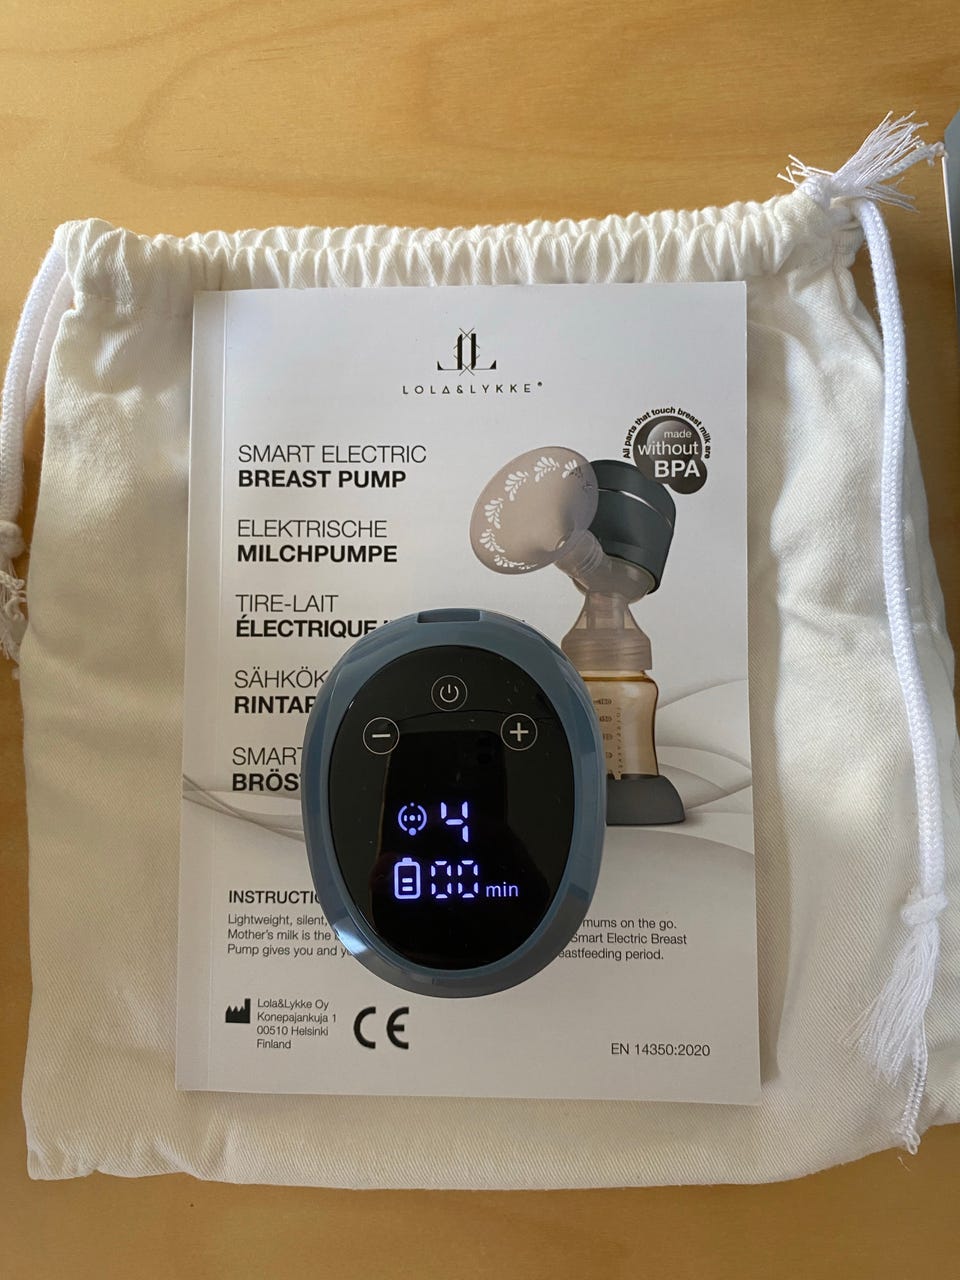 LOLA&LYKKE®
All parts that touch breast milk are
made
without
BPA
SMART ELECTRIC
BREAST PUMP
ELEKTRISCHE
MILCHPUMPE
TIRE-LAIT
ÉLECTRIQUE
SÄHKÖK
RINTAP
SMART
BRÖST
4
00 min
INSTRUCTIO
Lightweight, silent, mums on the go.
Mother's milk is the Smart Electric Breast
Pump gives you and yo eastfeeding period.
Lola&Lykke Oy
Konepajankuja 1
00510 Helsinki
Finland
CE
EN 14350:2020